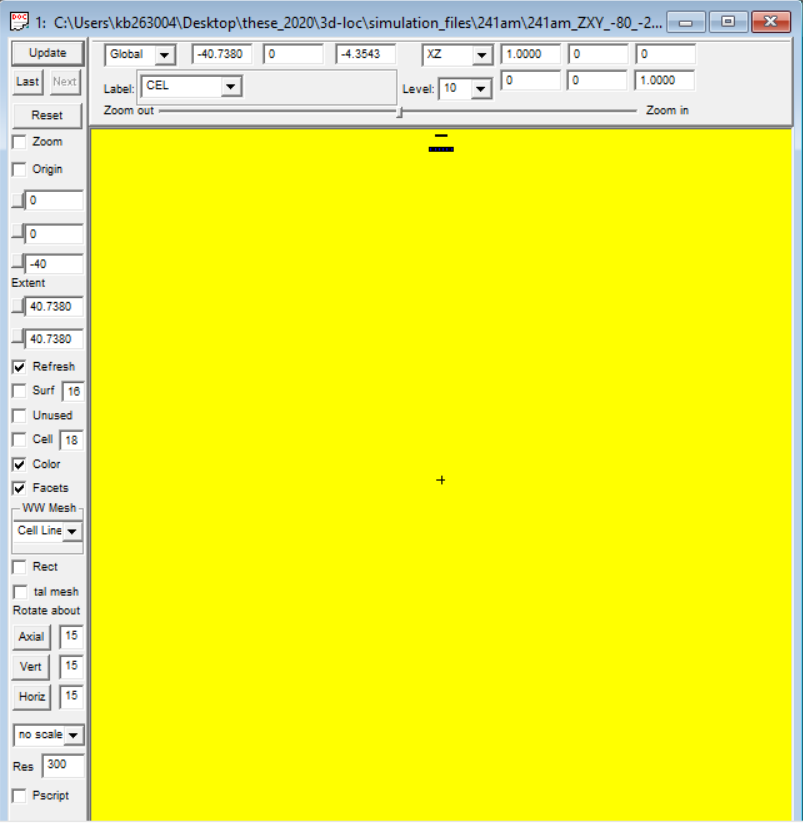 DOC 1: C:\Users\kb263004\Desktop\these_2020\3d-loc\simulation_files\241am\241am_ZXY_-80_-2...
Update
Global -40.7380 0 -4.3543 XZ 1.0000 0 0
Last Next
Label: CEL Level: 10 0 0 1.0000
Reset
Zoom out Zoom in
Zoom
Origin
0
0
-40
Extent
40.7380
40.7380
Refresh
Surf 16
Unused
Cell 18
Color
Facets
WW Mesh
Cell Line
Rect
tal mesh
Rotate about
Axial 15
Vert 15
Horiz 15
no scale
Res 300
Pscript